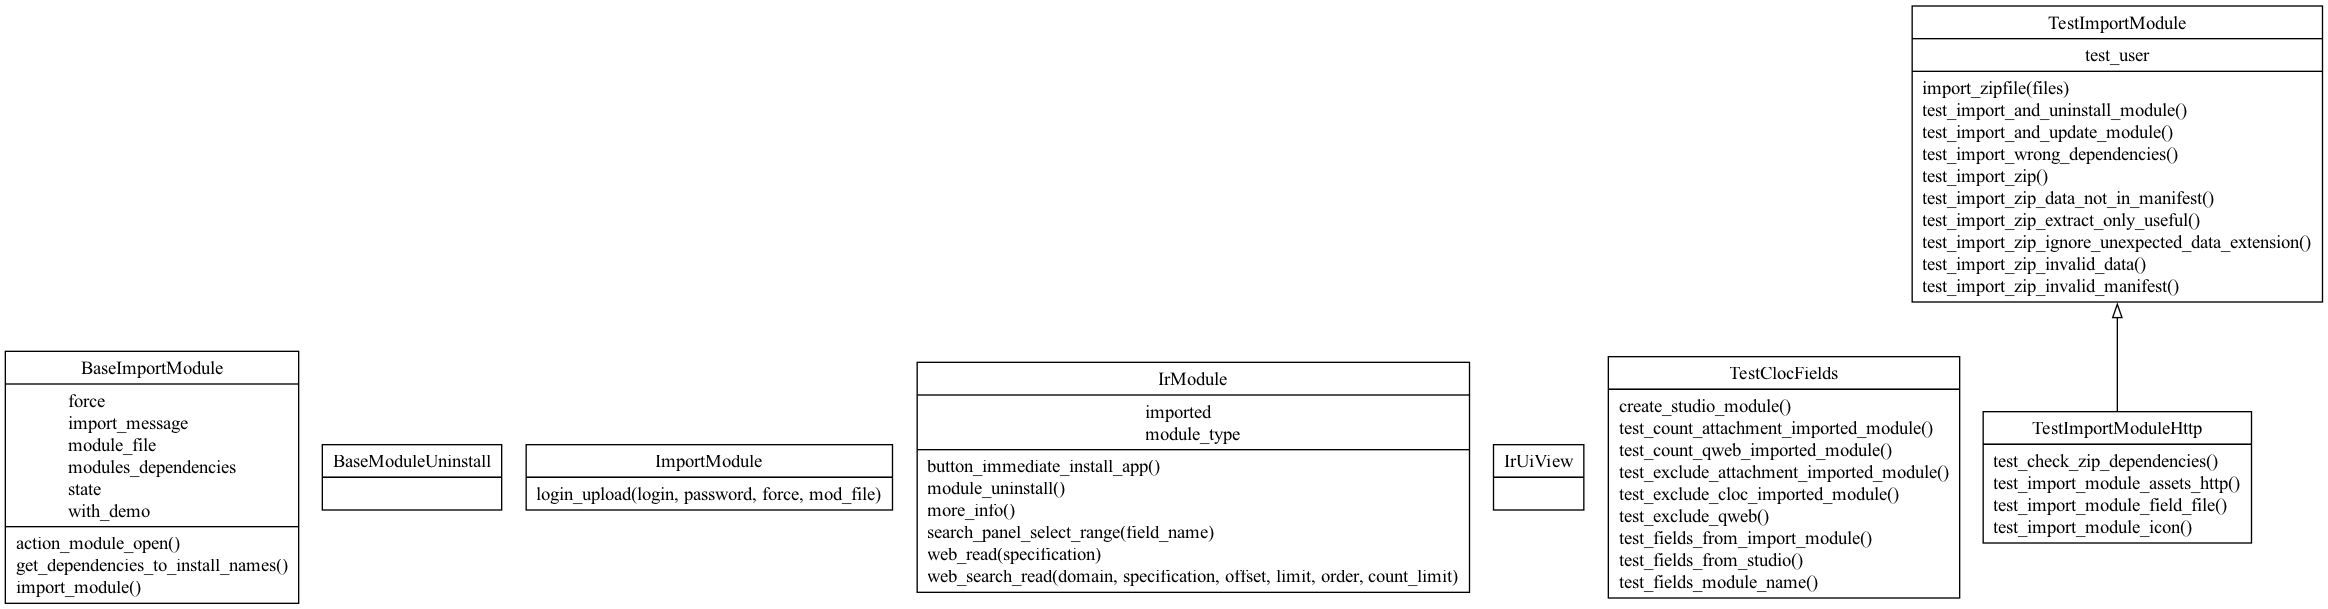 TestImportModule
test_user
import_zipfile(files)
test_import_and_uninstall_module()
test_import_and_update_module()
test_import_wrong_dependencies()
test_import_zip()
test_import_zip_data_not_in_manifest()
test_import_zip_extract_only_useful()
test_import_zip_ignore_unexpected_data_extension()
test_import_zip_invalid_data()
test_import_zip_invalid_manifest()
BaseImportModule
force
import_message
module_file
modules_dependencies
state
with_demo
action_module_open()
get_dependencies_to_install_names()
import_module()
BaseModuleUninstall
ImportModule
login_upload(login, password, force, mod_file)
IrModule
imported
module_type
button_immediate_install_app()
module_uninstall()
more_info()
search_panel_select_range(field_name)
web_read(specification)
web_search_read(domain, specification, offset, limit, order, count_limit)
IrUiView
TestClocFields
create_studio_module()
test_count_attachment_imported_module()
test_count_qweb_imported_module()
test_exclude_attachment_imported_module()
test_exclude_cloc_imported_module()
test_exclude_qweb()
test_fields_from_import_module()
test_fields_from_studio()
test_fields_module_name()
TestImportModuleHttp
test_check_zip_dependencies()
test_import_module_assets_http()
test_import_module_field_file()
test_import_module_icon()